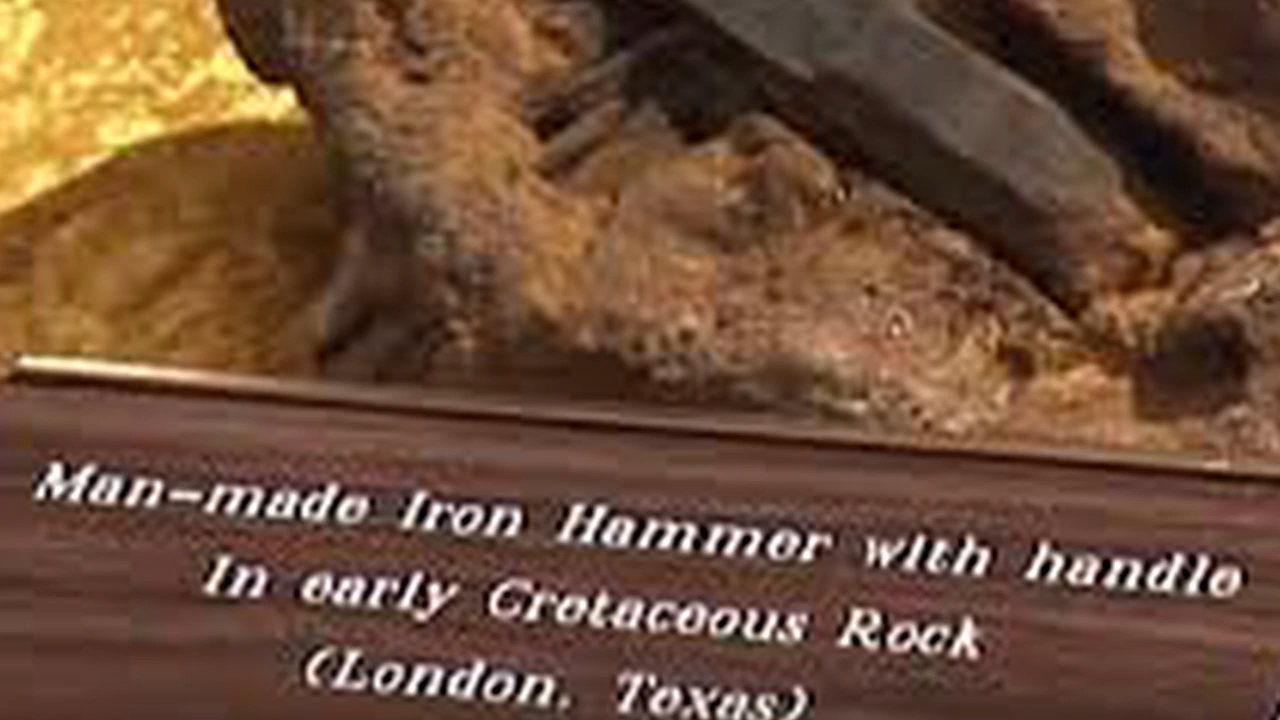 Man-made Iron Hammer with handle
In early Cretaceous Rock
(London, Texas)